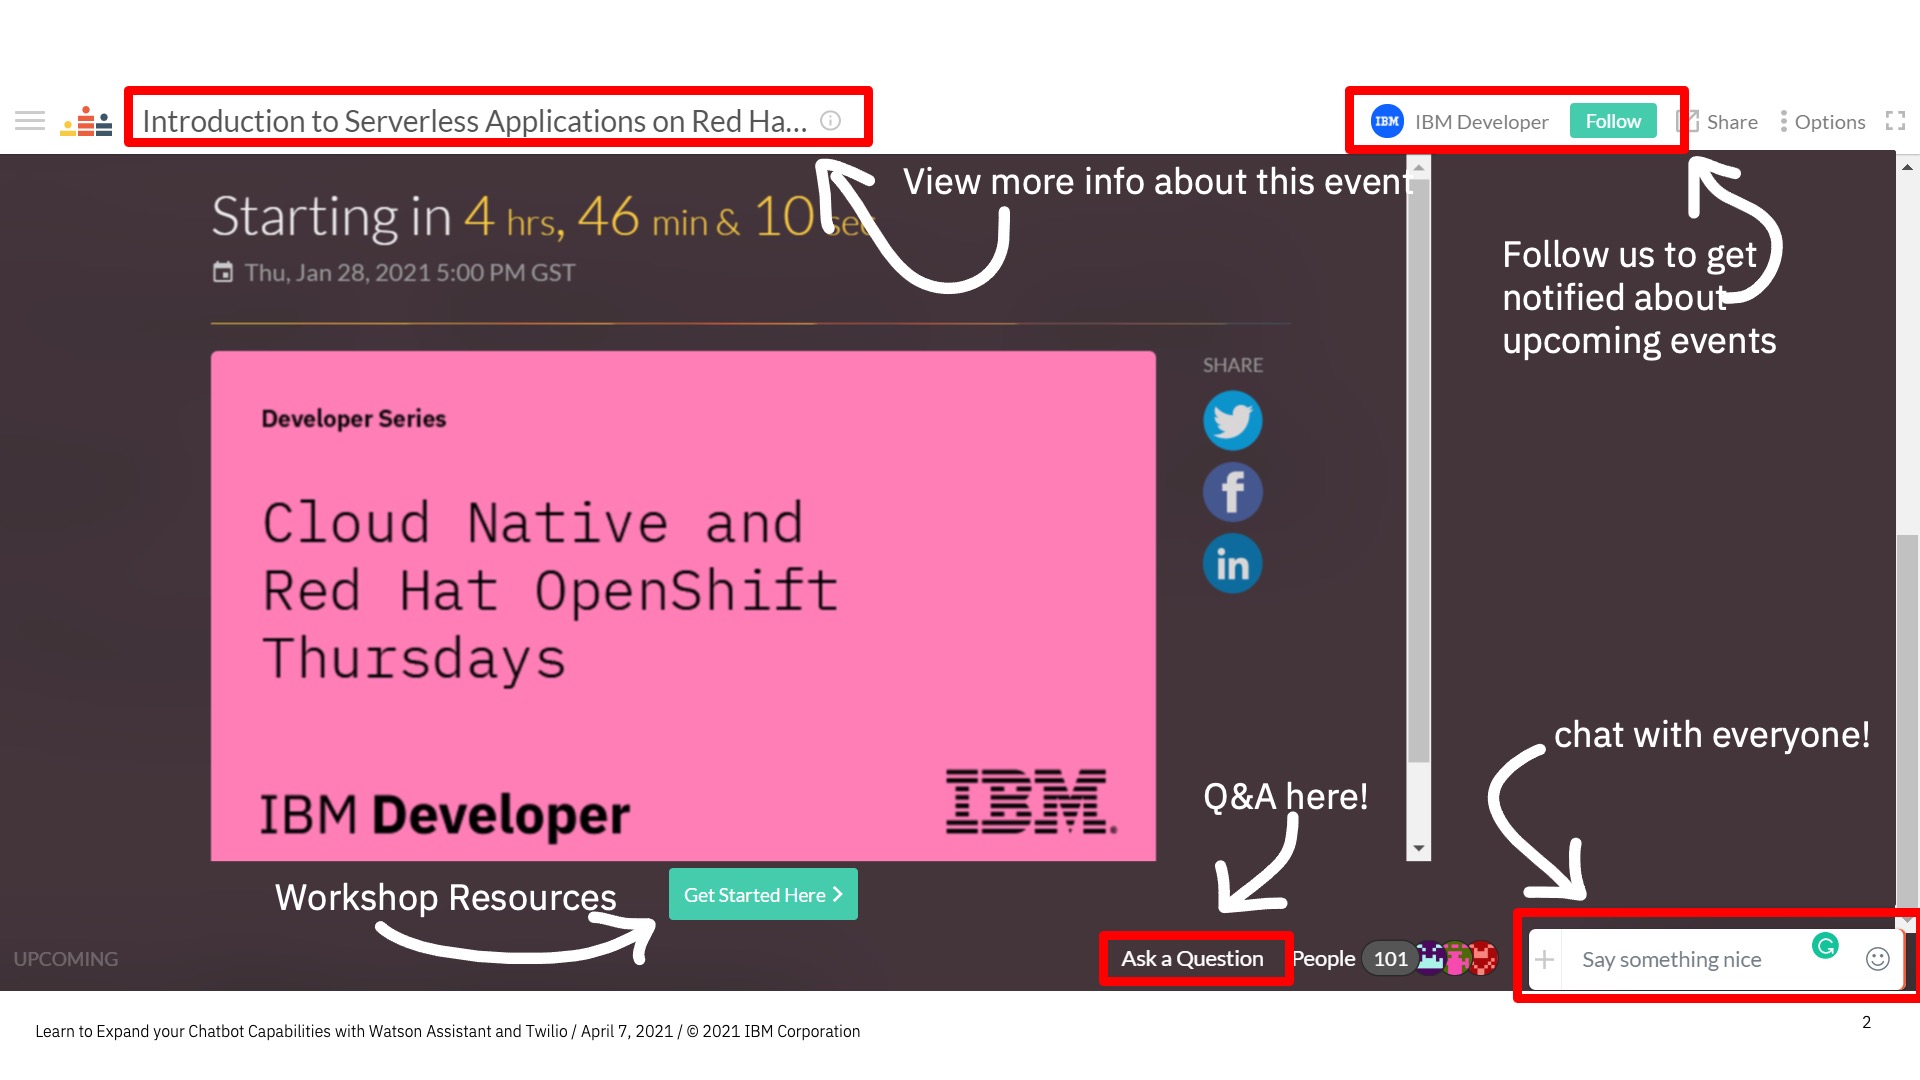 Introduction to Serverless Applications on Red Ha...
IBM
IBM Developer
Follow
Share
Options
View more info about this event
Starting in 4 hrs, 46 min & 10 sec
Thu, Jan 28, 2021 5:00 PM GST
Follow us to get
notified about
upcoming events
SHARE
Developer Series
Cloud Native and
Red Hat OpenShift
Thursdays
IBM Developer
IBM
chat with everyone!
Q&A here!
Workshop Resources
Get Started Here
UPCOMING
Ask a Question
People
101
Say something nice
Learn to Expand your Chatbot Capabilities with Watson Assistant and Twilio / April 7, 2021 / © 2021 IBM Corporation
2